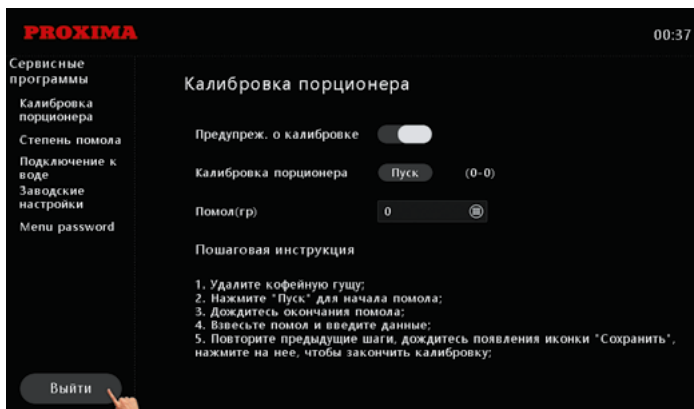 PROXIMA
00:37
Сервисные
программы
Калибровка
порционера
Степень помола
Подключение к
воде
Заводские
настройки
Menu password
Калибровка порционера
Предупреж. о калибровке
Калибровка порционера Пуск (0-0)
Помол(гр) 0
Пошаговая инструкция
1. Удалите кофейную гущу;
2. Нажмите "Пуск" для начала помола;
3. Дождитесь окончания помола;
4. Взвесьте помол и введите данные;
5. Повторите предыдущие шаги, дождитесь появления иконки "Сохранить",
нажмите на нее, чтобы закончить калибровку;
Выйти